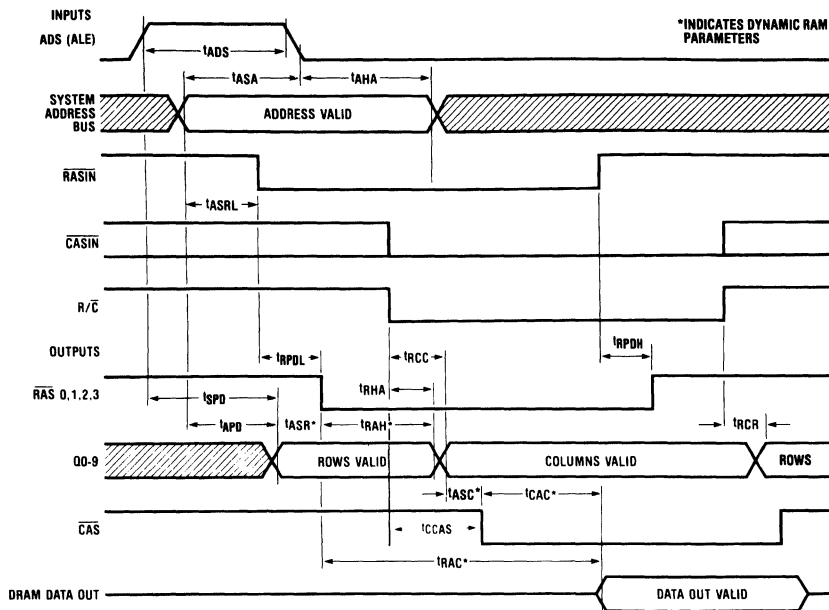 INPUTS
*INDICATES DYNAMIC RAM
PARAMETERS
ADS (ALE)
tADS
tASA
tAHA
SYSTEM
ADDRESS
BUS
ADDRESS VALID
RASIN
tASRL
CASIN
R/C
OUTPUTS
tRPDL
tRCC
tRPDH
RAS 0,1,2,3
tSPD
tRHA
tAPD
tASR*
tRAH*
tRCR
Q0-9
ROWS VALID
COLUMNS VALID
ROWS
tASC*
tCAC*
CAS
tCCAS
tRAC*
DRAM DATA OUT
DATA OUT VALID